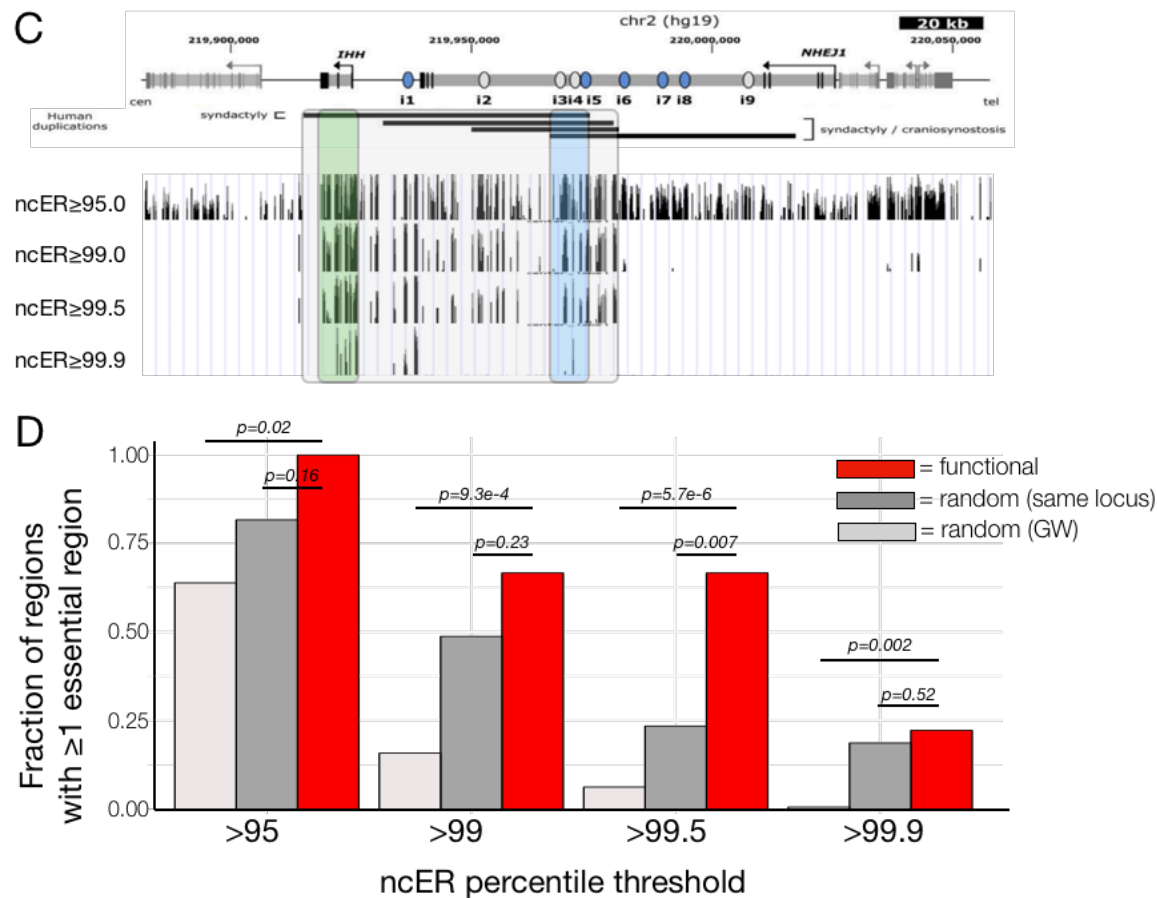 C
chr2 (hg19)
20 kb
219,900,000 219,950,000 220,000,000 220,050,000
IHH NHEJ1
i1 i2 i3 i4 i5 i6 i7 i8 i9
cen tel
Human
duplications
syndactyly
syndactyly / craniosynostosis
ncER≥95.0
ncER≥99.0
ncER≥99.5
ncER≥99.9
D
Fraction of regions
with ≥1 essential region
1.00
0.75
0.50
0.25
0.00
p=0.02
p=0.16
p=9.3e-4
p=0.23
p=5.7e-6
p=0.007
p=0.002
p=0.52
= functional
= random (same locus)
= random (GW)
>95 >99 >99.5 >99.9
ncER percentile threshold